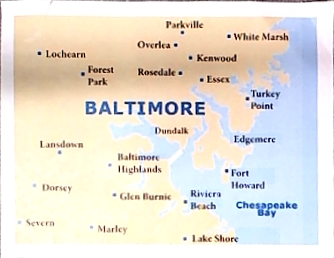 Parkville
White Marsh
Overlea
Lochearn
Kenwood
Forest
Park
Rosedale
Essex
Turkey
Point
BALTIMORE
Dundalk
Edgemere
Lansdown
Baltimore
Highlands
Fort
Howard
Dorsey
Glen Burnie
Riviera
Beach
Chesapeake
Bay
Severn
Marley
Lake Shore